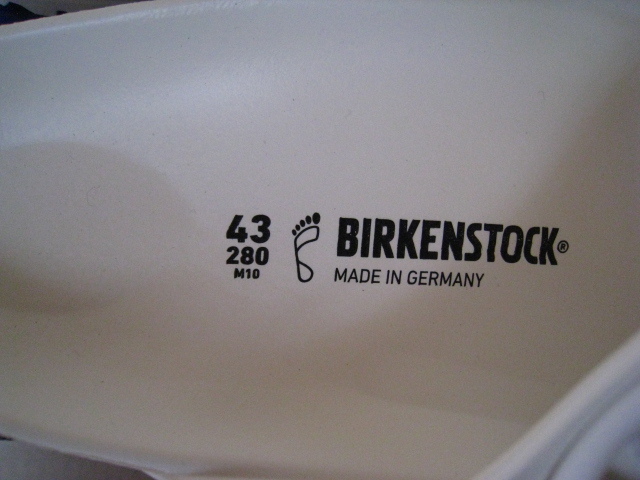 43
280
M10
BIRKENSTOCK®
MADE IN GERMANY